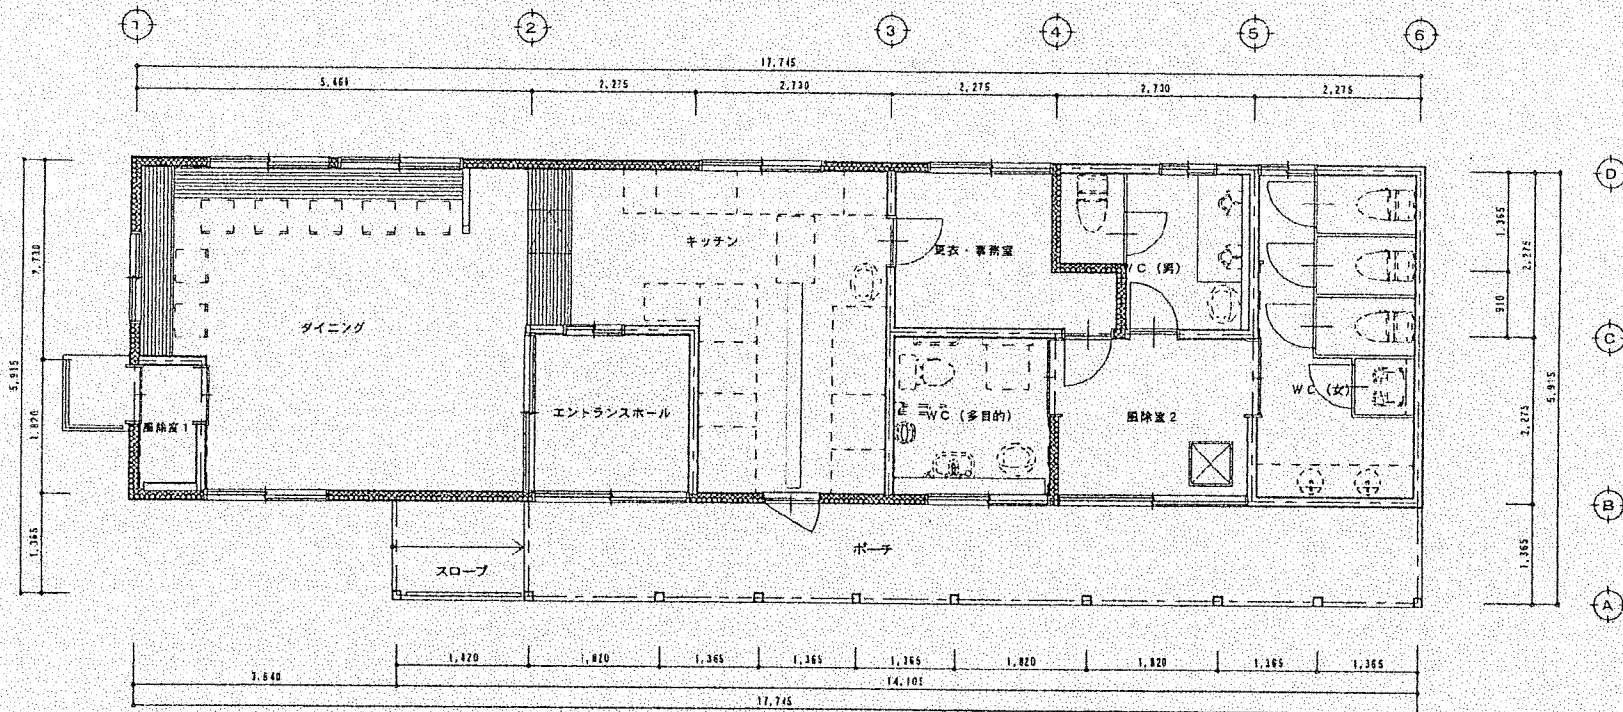 1 2 3 4 5 6
17,745
5,461 2,275 2,730 2,275 2,730 2,275
D
C
B
A
5,915
2,730
1,820
1,365
1,365
910
2,275
2,275
1,365
5,915
キッチン
更衣・事務室
WC (男)
ダイニング
エントランスホール
風除室1
WC (多目的)
風除室2
WC (女)
ポーチ
スロープ
1,820 1,820 1,365 1,365 1,365 1,820 1,820 1,365 1,365
3,640 14,105
17,745